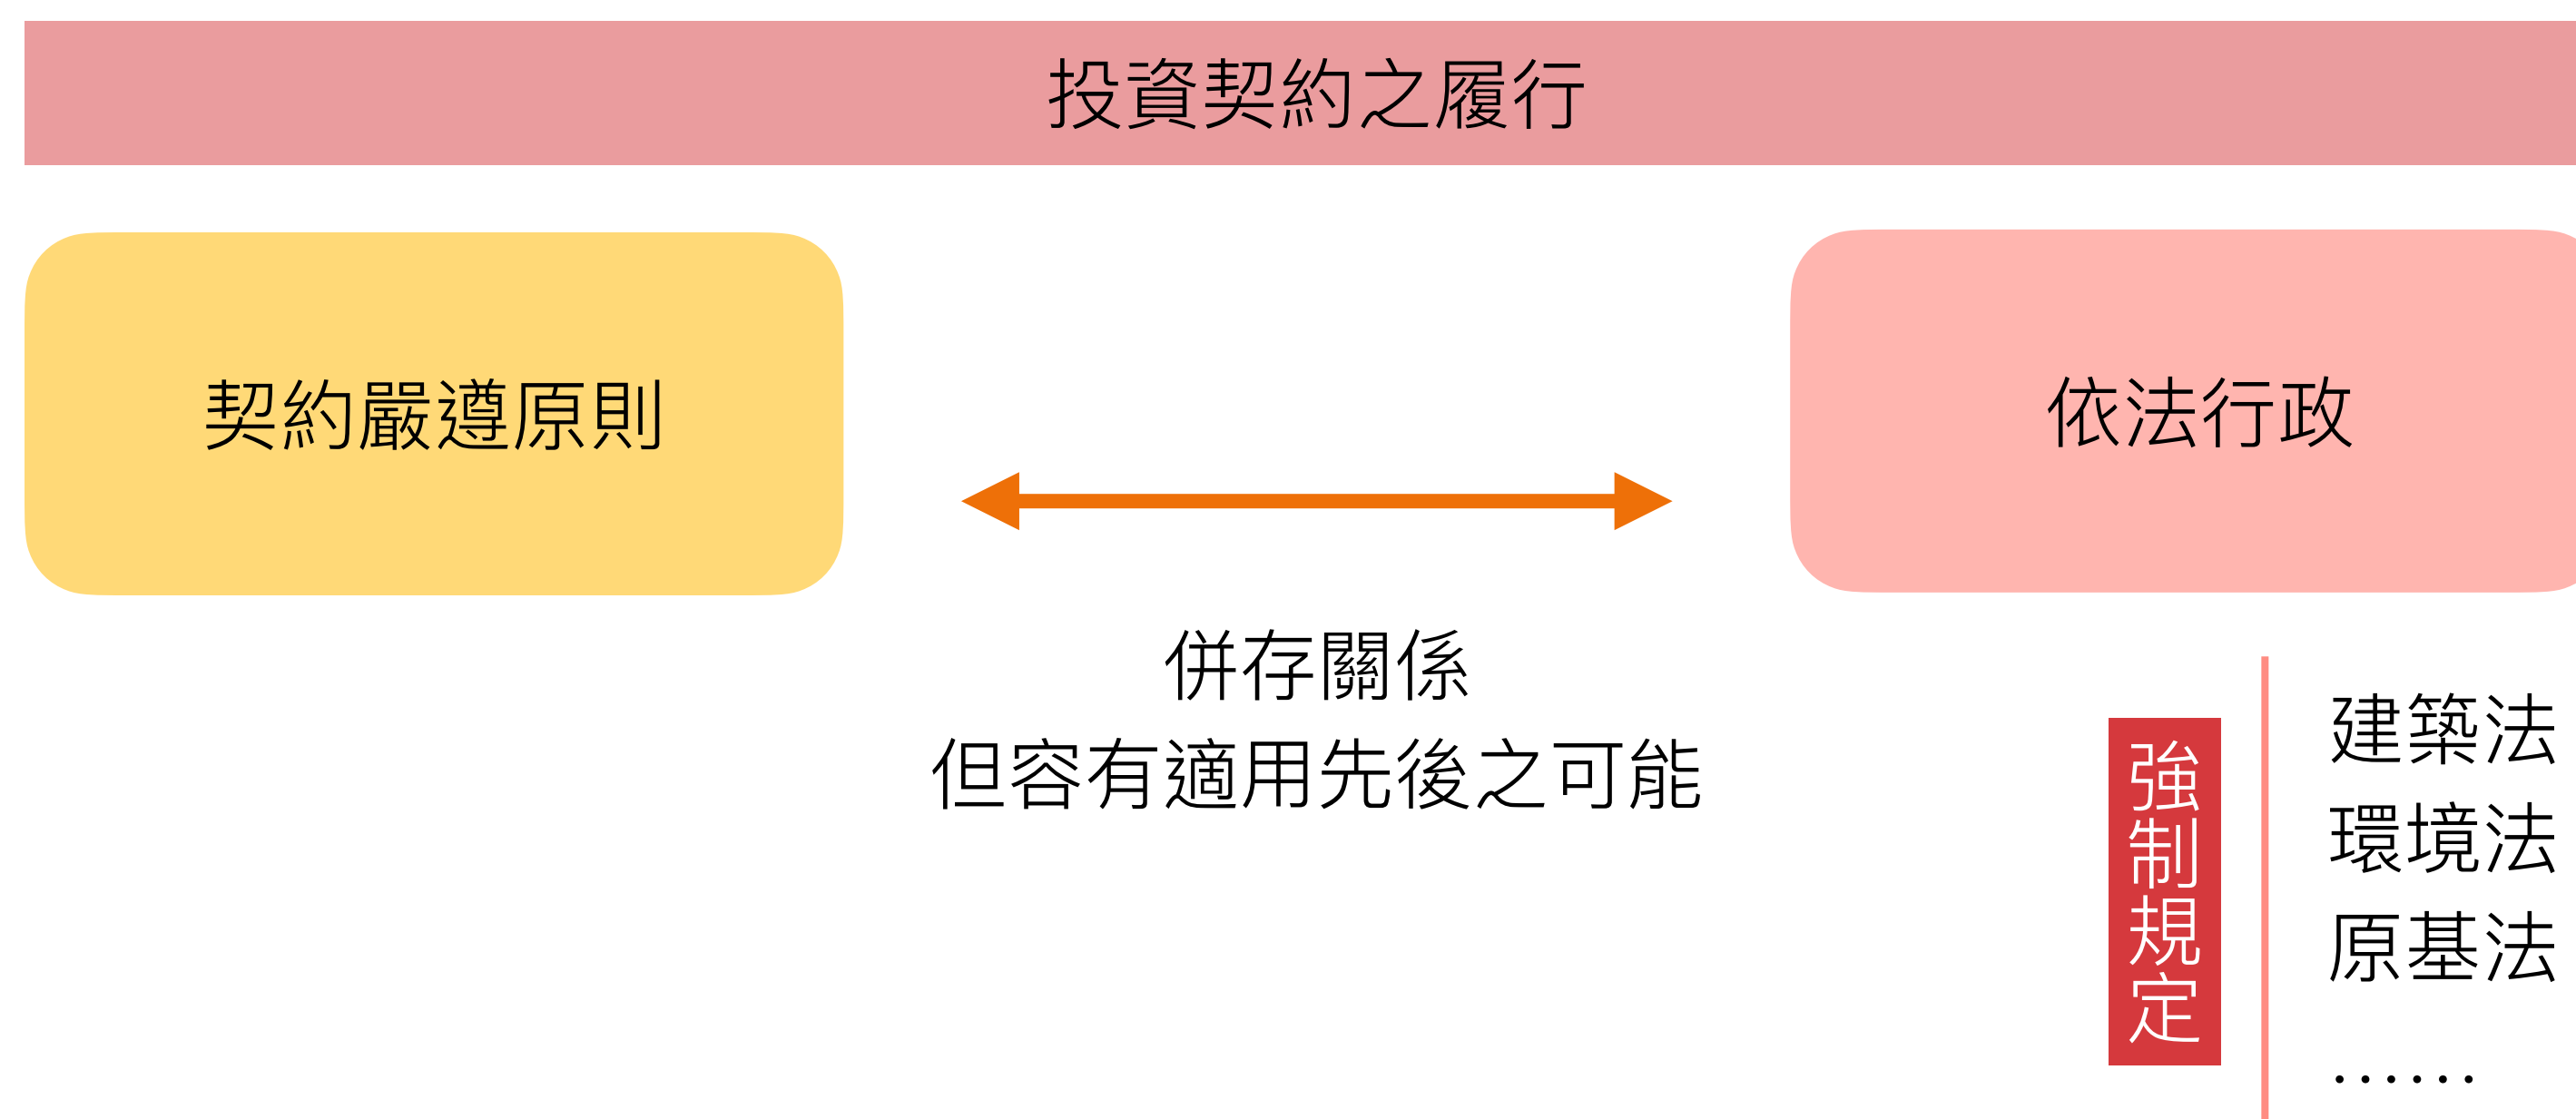 投資契約之履行
契約嚴遵原則
依法行政
併存關係
但容有適用先後之可能
強制規定
建築法
環境法
原基法
......